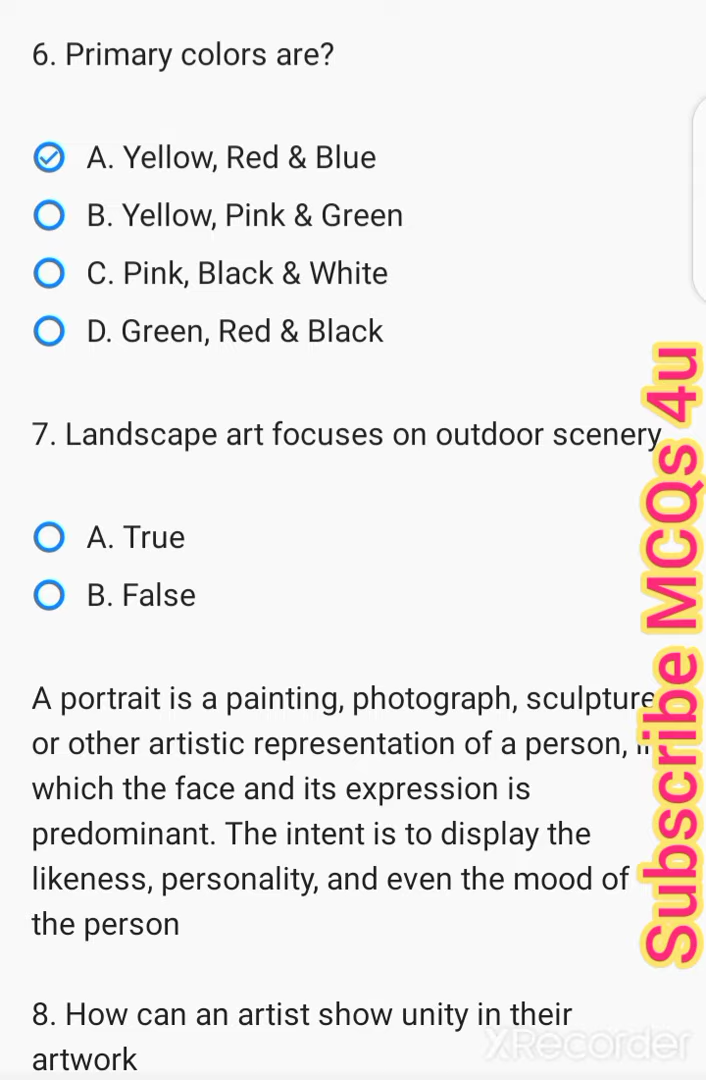 6. Primary colors are?
A. Yellow, Red & Blue
B. Yellow, Pink & Green
C. Pink, Black & White
D. Green, Red & Black
7. Landscape art focuses on outdoor scenery
A. True
B. False
A portrait is a painting, photograph, sculpture
or other artistic representation of a person,
which the face and its expression is
predominant. The intent is to display the
likeness, personality, and even the mood of
the person
8. How can an artist show unity in their
artwork
Subscribe MCQs 4u
XRecorder